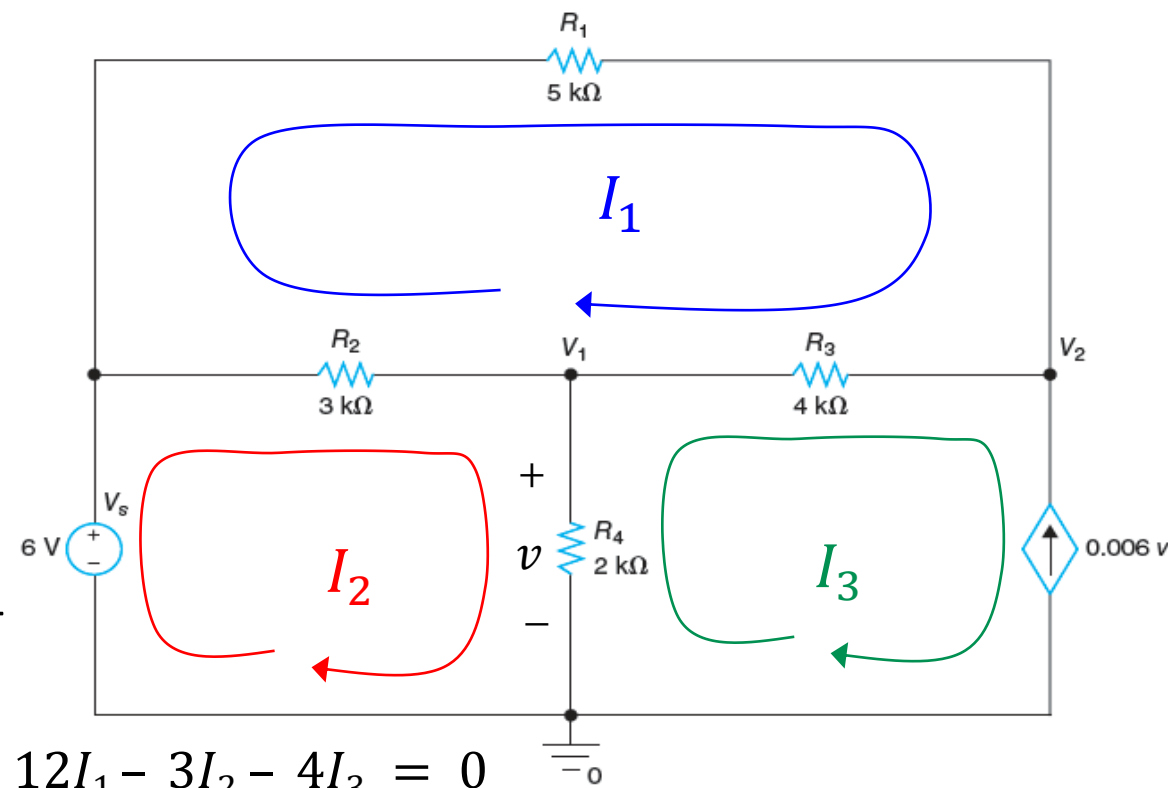 R₁
5 kΩ
I₁
R₂
V₁
R₃
V₂
3 kΩ
4 kΩ
+
Vₛ
6 V
+
−
I₂
v
R₄
2 kΩ
I₃
0.006 v
−
12I₁ − 3I₂ − 4I₃ = 0
0